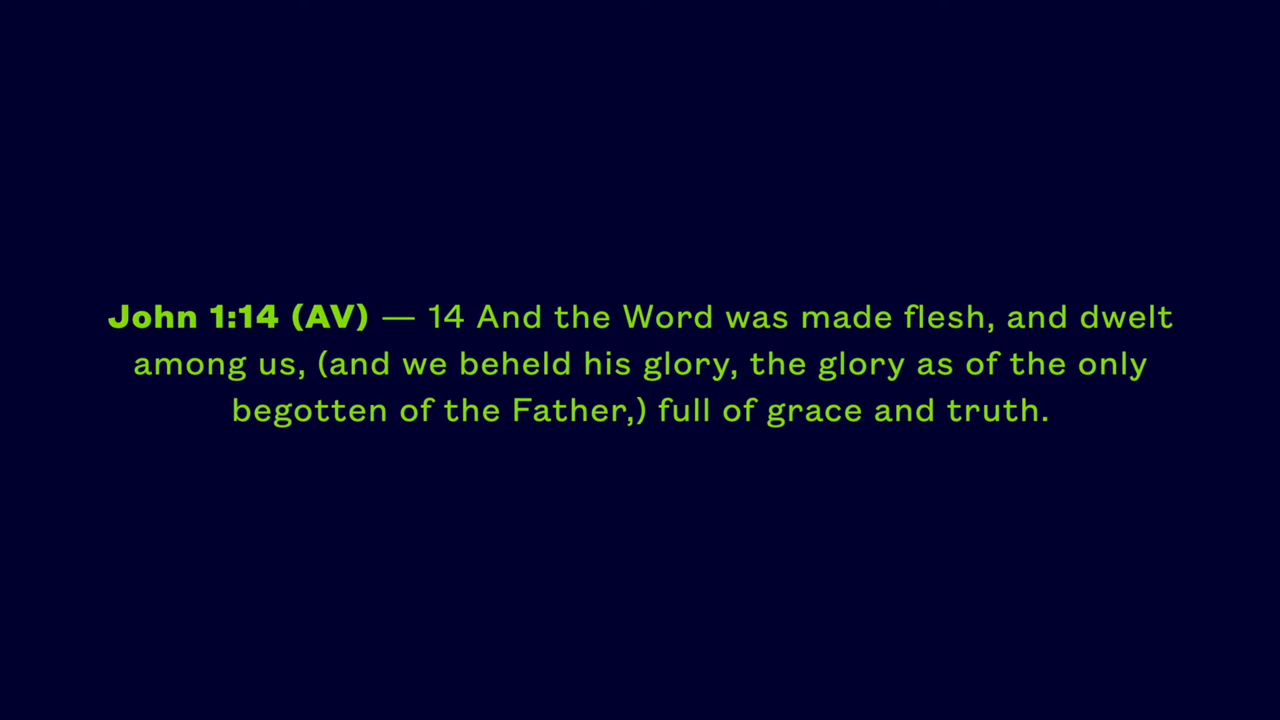 John 1:14 (AV) — 14 And the Word was made flesh, and dwelt
among us, (and we beheld his glory, the glory as of the only
begotten of the Father,) full of grace and truth.